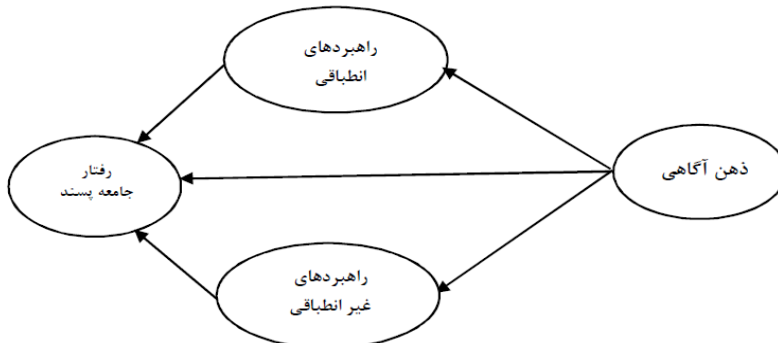 راهبردهای
انطباقی
ذهن آگاهی
رفتار
جامعه پسند
راهبردهای
غیر انطباقی